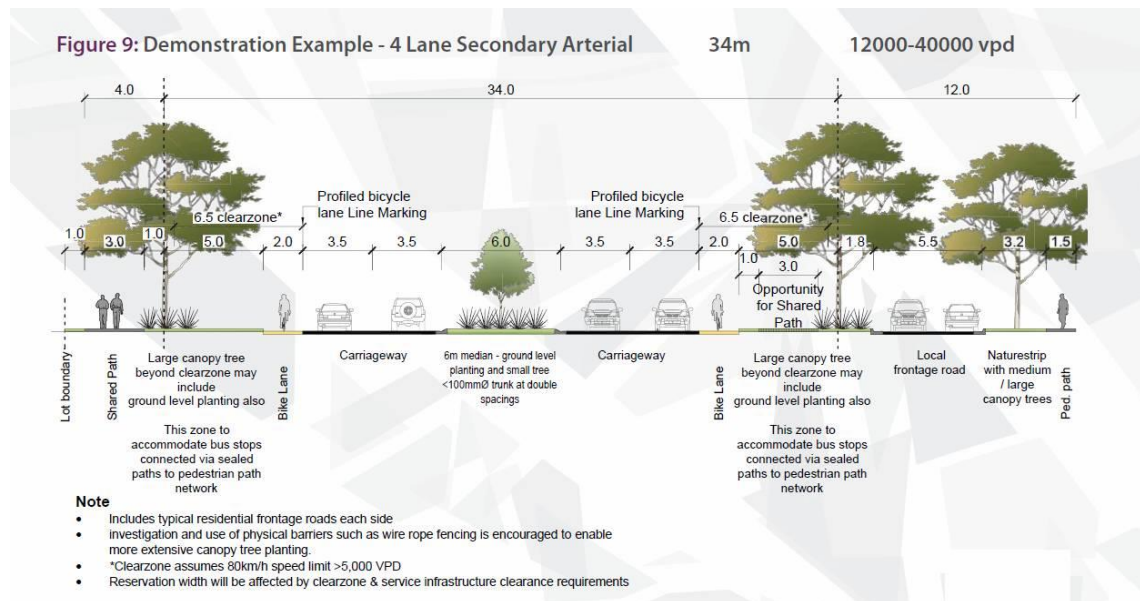 Figure 9: Demonstration Example - 4 Lane Secondary Arterial 34m 12000-40000 vpd
4.0 34.0 12.0
Profiled bicycle
lane Line Marking
Profiled bicycle
lane Line Marking
6.5 clearzone*
6.5 clearzone*
1.0 3.0 1.0 5.0 2.0 3.5 3.5 6.0 3.5 3.5 2.0 5.0 1.8 5.5 3.2 1.5
1.0 3.0
Opportunity
for Shared
Path
Lot boundary
Shared Path
Large canopy tree
beyond clearzone may
include
ground level planting also
This zone to
accommodate bus stops
connected via sealed
paths to pedestrian path
network
Bike Lane
Carriageway
6m median - ground level
planting and small tree
<100mmØ trunk at double
spacings
Carriageway
Bike Lane
Large canopy tree
beyond clearzone may
include
ground level planting also
This zone to
accommodate bus stops
connected via sealed
paths to pedestrian path
network
Local
frontage road
Naturestrip
with medium
/ large
canopy trees
Ped. path
Note
• Includes typical residential frontage roads each side
• investigation and use of physical barriers such as wire rope fencing is encouraged to enable
more extensive canopy tree planting.
• *Clearzone assumes 80km/h speed limit >5,000 VPD
• Reservation width will be affected by clearzone & service infrastructure clearance requirements